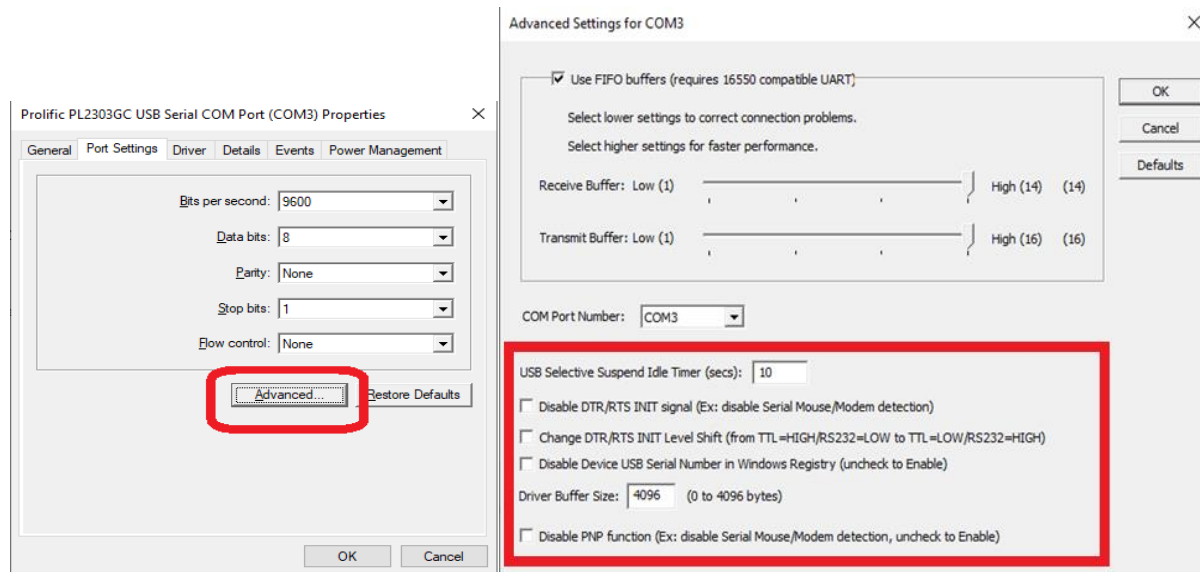 Prolific PL2303GC USB Serial COM Port (COM3) Properties
General Port Settings Driver Details Events Power Management
Bits per second: 9600
Data bits: 8
Parity: None
Stop bits: 1
Flow control: None
Advanced... Restore Defaults
OK Cancel
Advanced Settings for COM3
Use FIFO buffers (requires 16550 compatible UART)
OK
Select lower settings to correct connection problems.
Cancel
Select higher settings for faster performance.
Defaults
Receive Buffer: Low (1) High (14) (14)
Transmit Buffer: Low (1) High (16) (16)
COM Port Number: COM3
USB Selective Suspend Idle Timer (secs): 10
Disable DTR/RTS INIT signal (Ex: disable Serial Mouse/Modem detection)
Change DTR/RTS INIT Level Shift (from TTL=HIGH/RS232=LOW to TTL=LOW/RS232=HIGH)
Disable Device USB Serial Number in Windows Registry (uncheck to Enable)
Driver Buffer Size: 4096 (0 to 4096 bytes)
Disable PNP function (Ex: disable Serial Mouse/Modem detection, uncheck to Enable)